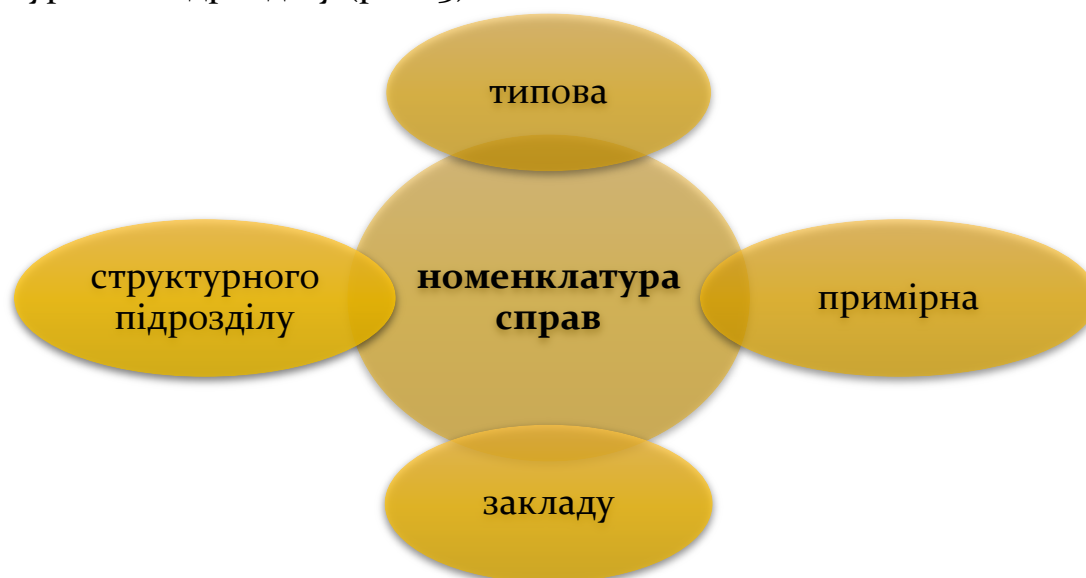 типова
структурного
підрозділу
номенклатура
справ
примірна
закладу